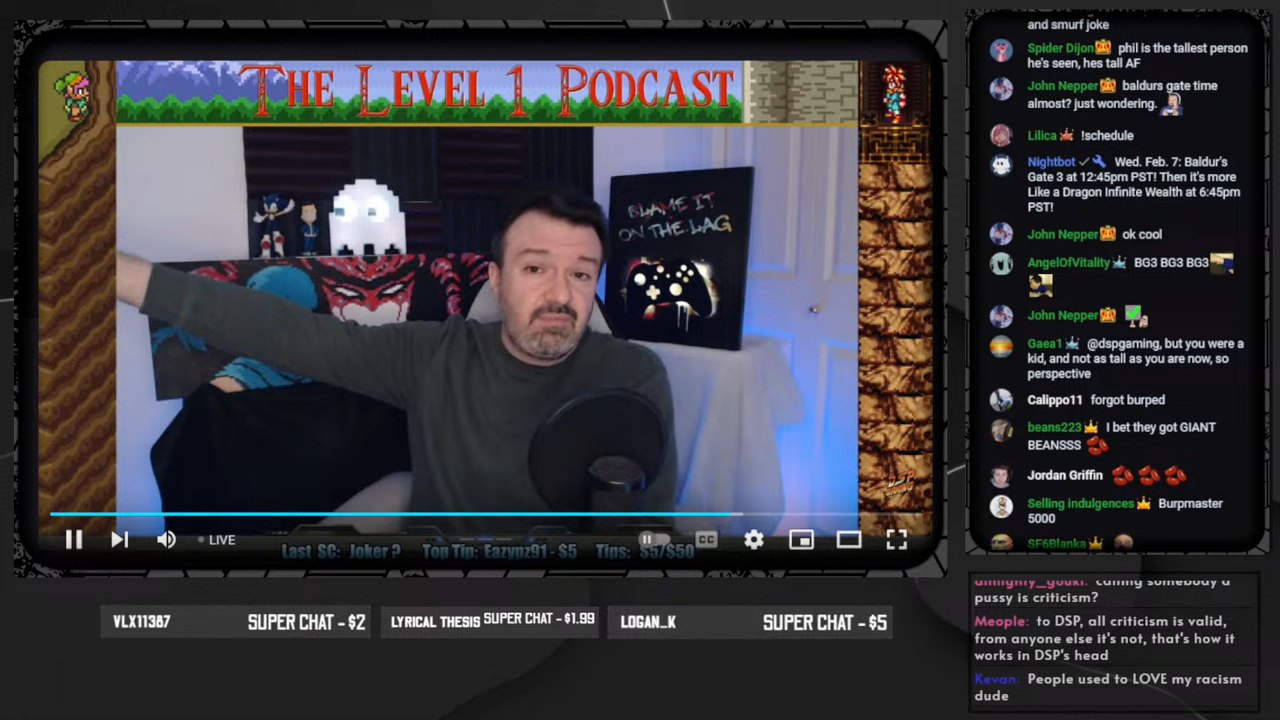 The Level 1 Podcast
BLAME IT
ON THE LAG
LIVE
CC
Last SC: Joker ?
Top Tip: Eazypz91 - $5
Tips: $57/$50
VLX11387
SUPER CHAT - $2
LYRICAL THESIS
SUPER CHAT - $1.99
LOGAN_K
SUPER CHAT - $5
and smurf joke
Spider Dijon phil is the tallest person
he's seen, hes tall AF
John Nepper baldurs gate time
almost? just wondering.
Lilica !schedule
Nightbot Wed. Feb. 7: Baldur's
Gate 3 at 12:45pm PST! Then it's more
Like a Dragon Infinite Wealth at 6:45pm
PST!
John Nepper ok cool
AngelOfVitality BG3 BG3 BG3
John Nepper
Gaea1 @dspgaming, but you were a
kid, and not as tall as you are now, so
perspective
Calippo11 forgot burped
beans223 I bet they got GIANT
BEANSSS
Jordan Griffin
Selling indulgences Burpmaster
5000
SF6Blanka
almighty_gouki: calling somebody a
pussy is criticism?
Meople: to DSP, all criticism is valid,
from anyone else it's not, that's how it
works in DSP's head
Kevan: People used to LOVE my racism
dude